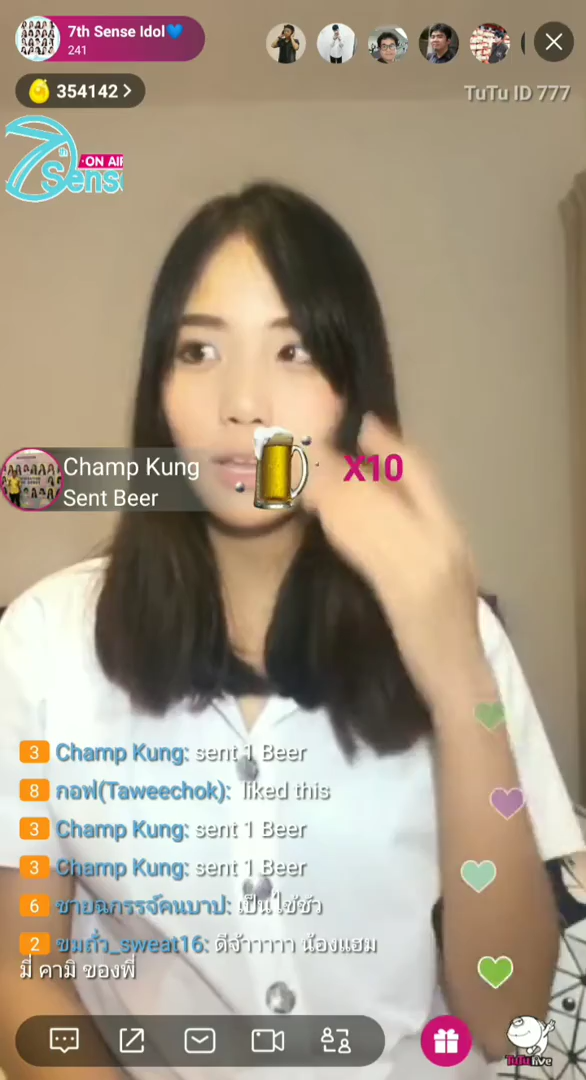 7th Sense Idol💙
241
354142
TuTu ID 777
7th
ON AIR
Sense
Champ Kung
Sent Beer
X10
3 Champ Kung: sent 1 Beer
8 กอฟ(Taweechok): liked this
3 Champ Kung: sent 1 Beer
3 Champ Kung: sent 1 Beer
6 ชายฉกรรจ์คนบาป: เป็นไข้ชัว
2 ขมถั่ว_sweat16: ดีจ้าาาาา น้องแฮม
มี่ คามิ ของพี่
TuTu live